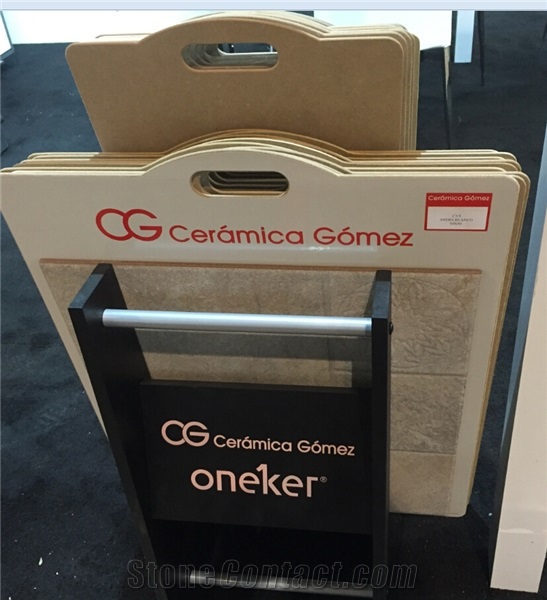 CG Cerámica Gómez
Cerámica Gómez
CG Cerámica Gómez
oneker®
StoneContact.com